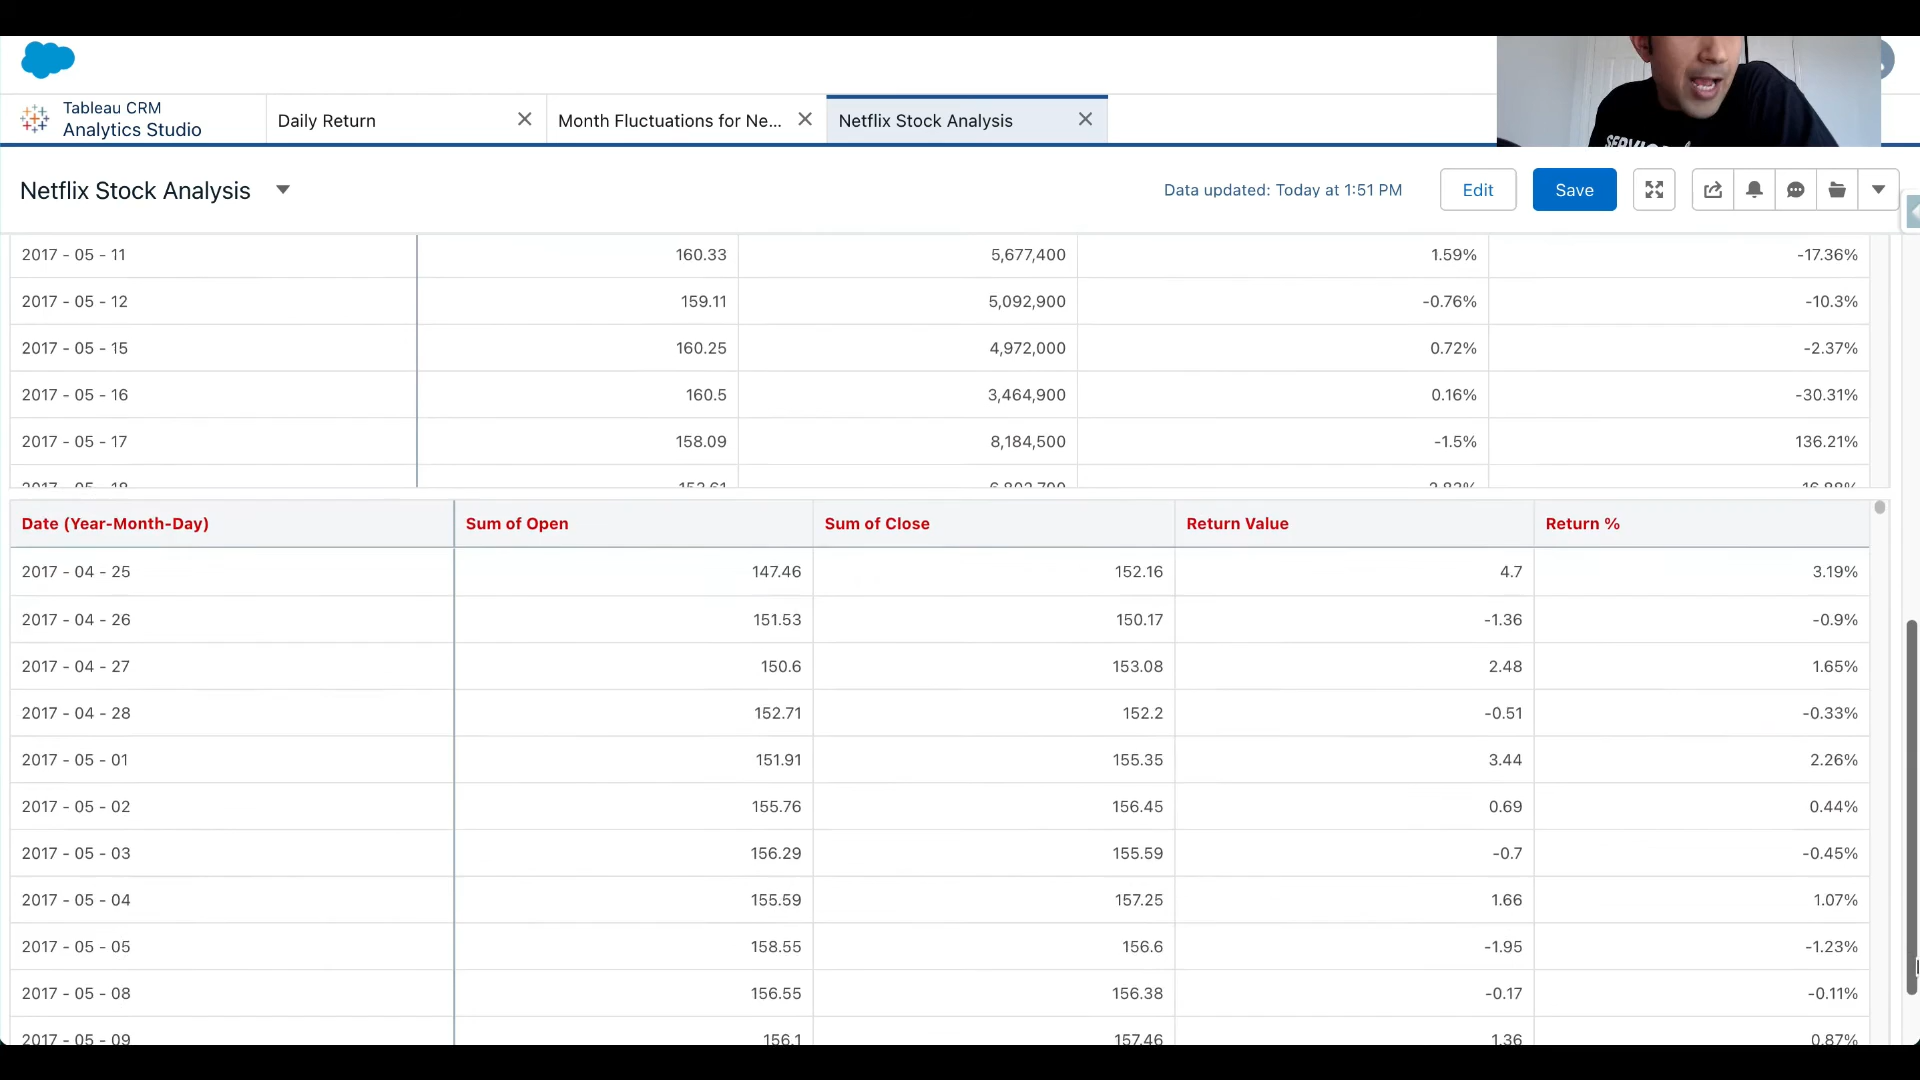 Tableau CRM
Analytics Studio
Daily Return
Month Fluctuations for Ne...
Netflix Stock Analysis
Netflix Stock Analysis
Data updated: Today at 1:51 PM
Edit
Save
2017 - 05 - 11 160.33 5,677,400 1.59% -17.36%
2017 - 05 - 12 159.11 5,092,900 -0.76% -10.3%
2017 - 05 - 15 160.25 4,972,000 0.72% -2.37%
2017 - 05 - 16 160.5 3,464,900 0.16% -30.31%
2017 - 05 - 17 158.09 8,184,500 -1.5% 136.21%
Date (Year-Month-Day) Sum of Open Sum of Close Return Value Return %
2017 - 04 - 25 147.46 152.16 4.7 3.19%
2017 - 04 - 26 151.53 150.17 -1.36 -0.9%
2017 - 04 - 27 150.6 153.08 2.48 1.65%
2017 - 04 - 28 152.71 152.2 -0.51 -0.33%
2017 - 05 - 01 151.91 155.35 3.44 2.26%
2017 - 05 - 02 155.76 156.45 0.69 0.44%
2017 - 05 - 03 156.29 155.59 -0.7 -0.45%
2017 - 05 - 04 155.59 157.25 1.66 1.07%
2017 - 05 - 05 158.55 156.6 -1.95 -1.23%
2017 - 05 - 08 156.55 156.38 -0.17 -0.11%
2017 - 05 - 09 156.1 157.46 1.36 0.87%